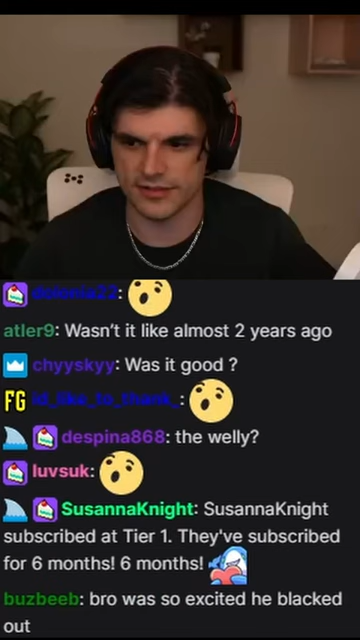 dominic22:
atler9: Wasn't it like almost 2 years ago
chyyskyy: Was it good ?
FG id_like_to_thank_:
despina868: the welly?
luvsuk:
SusannaKnight: SusannaKnight
subscribed at Tier 1. They've subscribed
for 6 months! 6 months!
buzbeeb: bro was so excited he blacked
out